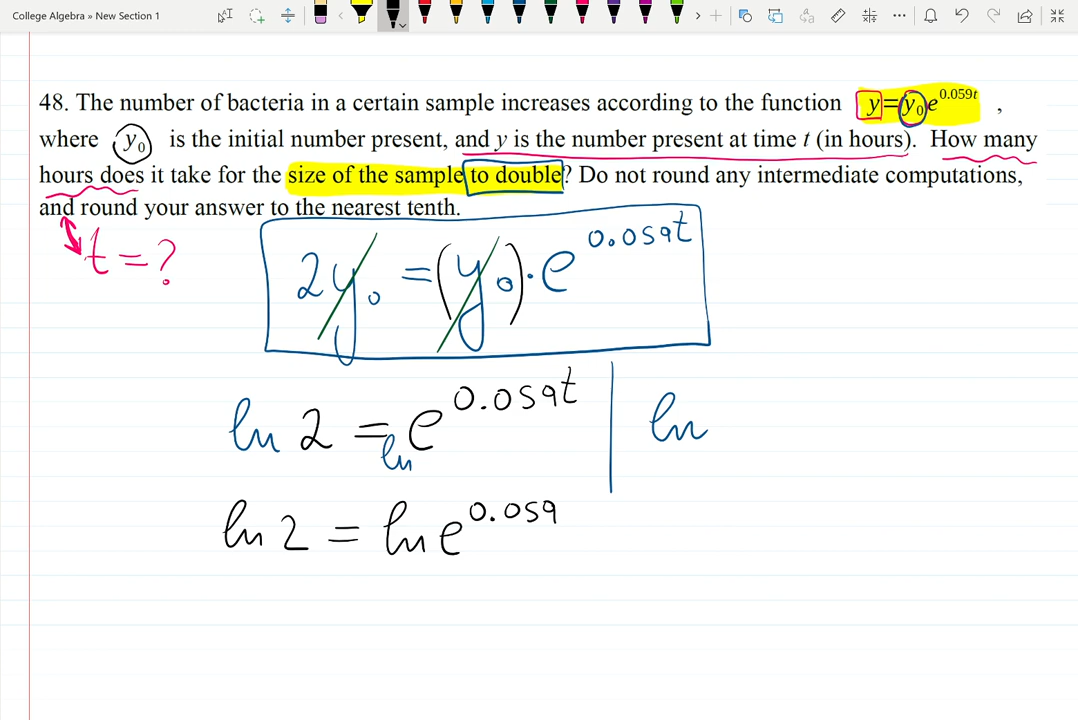 College Algebra » New Section 1
48. The number of bacteria in a certain sample increases according to the function y=y₀e^0.059t ,
where y₀ is the initial number present, and y is the number present at time t (in hours). How many
hours does it take for the size of the sample to double? Do not round any intermediate computations,
and round your answer to the nearest tenth.
t = ?
2y₀ = (y₀)·e^0.059t
ln 2 = ln e^0.059t | ln
ln 2 = ln e^0.059